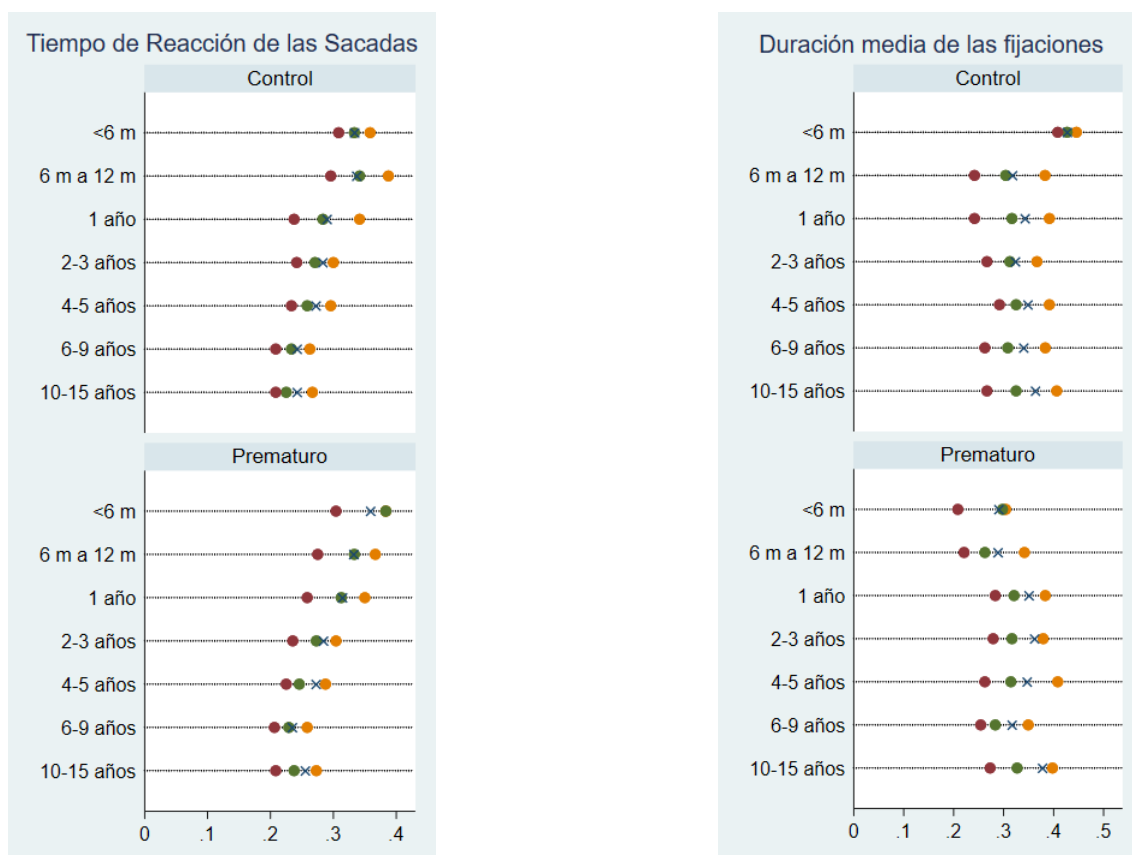 Tiempo de Reacción de las Sacadas
Control
<6 m
6 m a 12 m
1 año
2-3 años
4-5 años
6-9 años
10-15 años
Prematuro
<6 m
6 m a 12 m
1 año
2-3 años
4-5 años
6-9 años
10-15 años
0 .1 .2 .3 .4
Duración media de las fijaciones
Control
<6 m
6 m a 12 m
1 año
2-3 años
4-5 años
6-9 años
10-15 años
Prematuro
<6 m
6 m a 12 m
1 año
2-3 años
4-5 años
6-9 años
10-15 años
0 .1 .2 .3 .4 .5